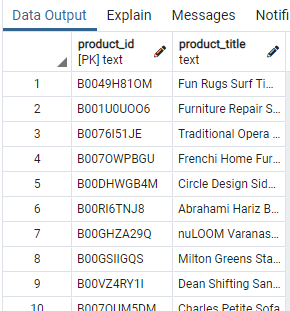 Data Output Explain Messages Notifi
product_id product_title
[PK] text text
1 B0049H81OM Fun Rugs Surf Ti...
2 B001U0UO06 Furniture Repair S...
3 B0076I51JE Traditional Opera ...
4 B007OWPBGU Frenchi Home Fur...
5 B00DHWGB4M Circle Design Sid...
6 B00RI6TNJ8 Abrahami Hariz B...
7 B00GHZA29Q nuLOOM Varanas...
8 B00GSIIGQS Milton Greens Sta...
9 B00VZ4RY1I Dean Shifting San...
10 B007QUM5DM Charles Petite Sofa